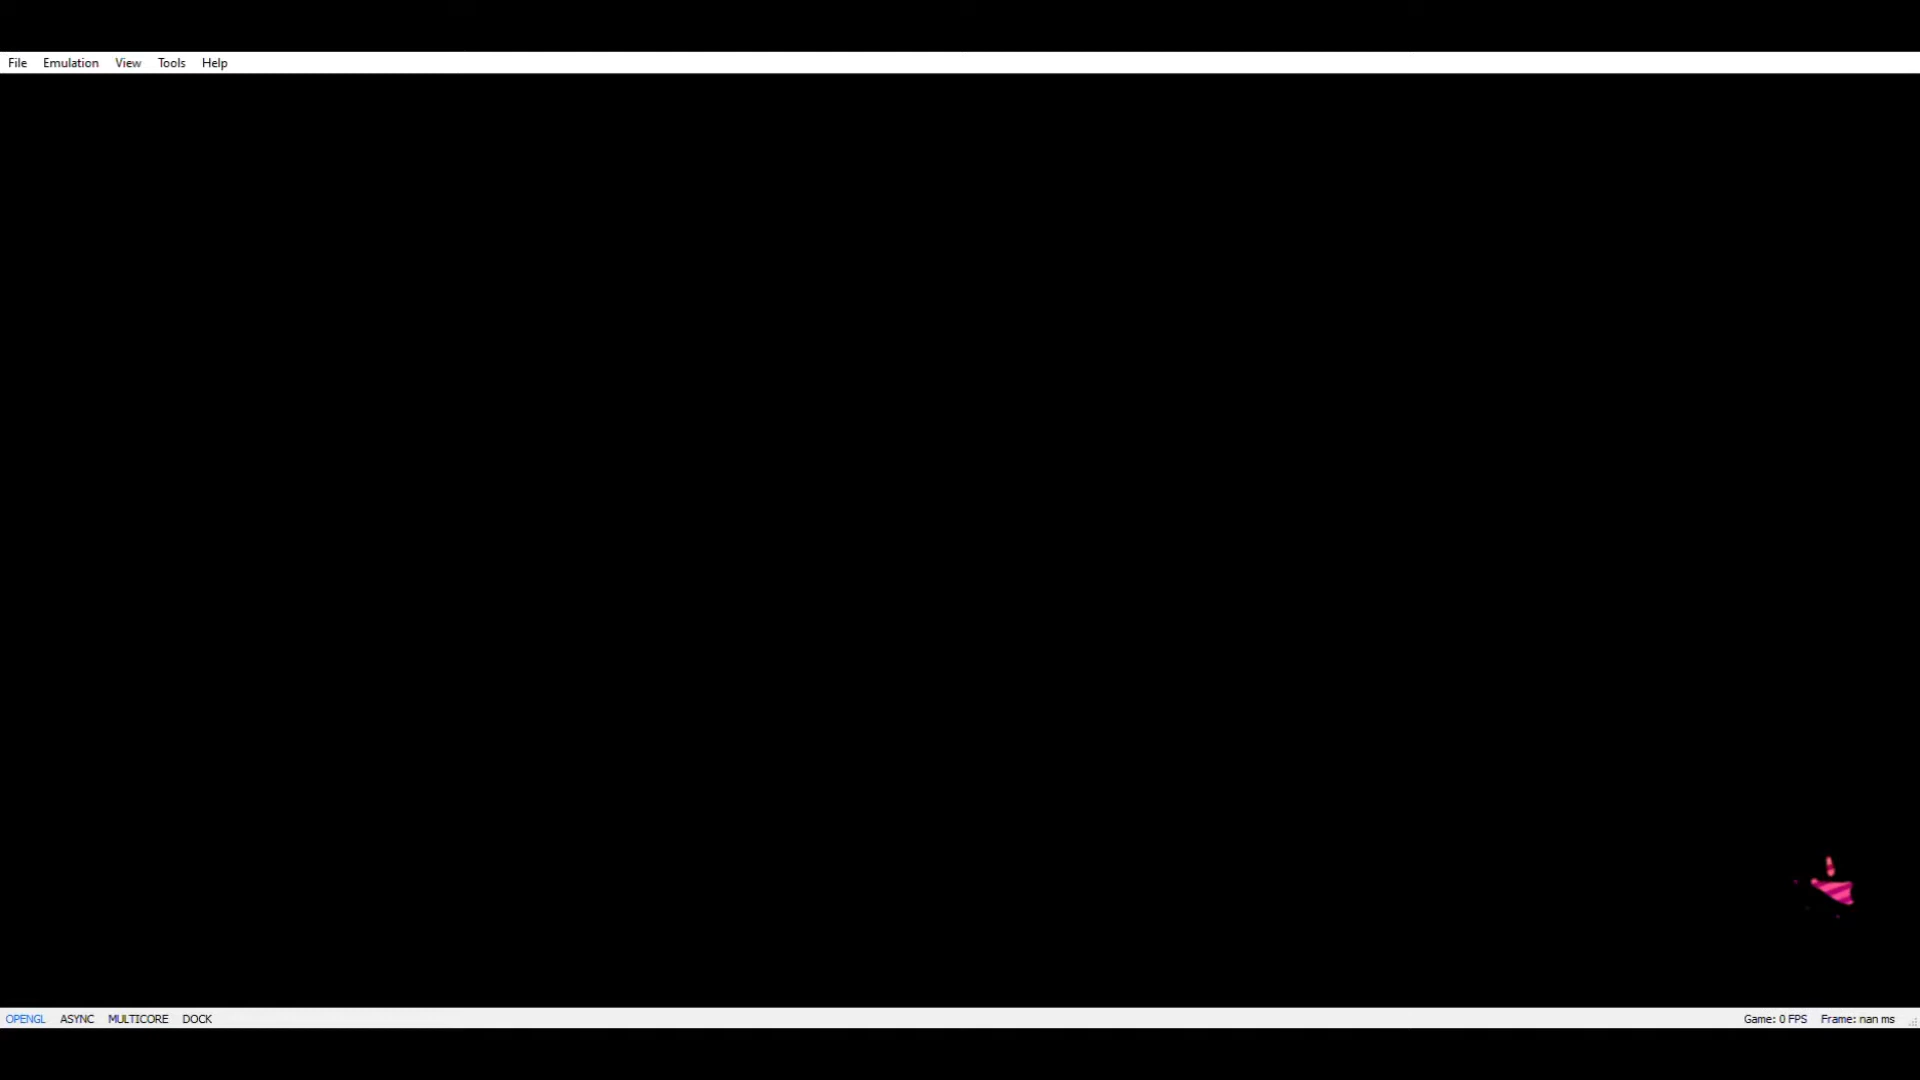 File Emulation View Tools Help
OPENGL ASYNC MULTICORE DOCK Game: 0 FPS Frame: nan ms